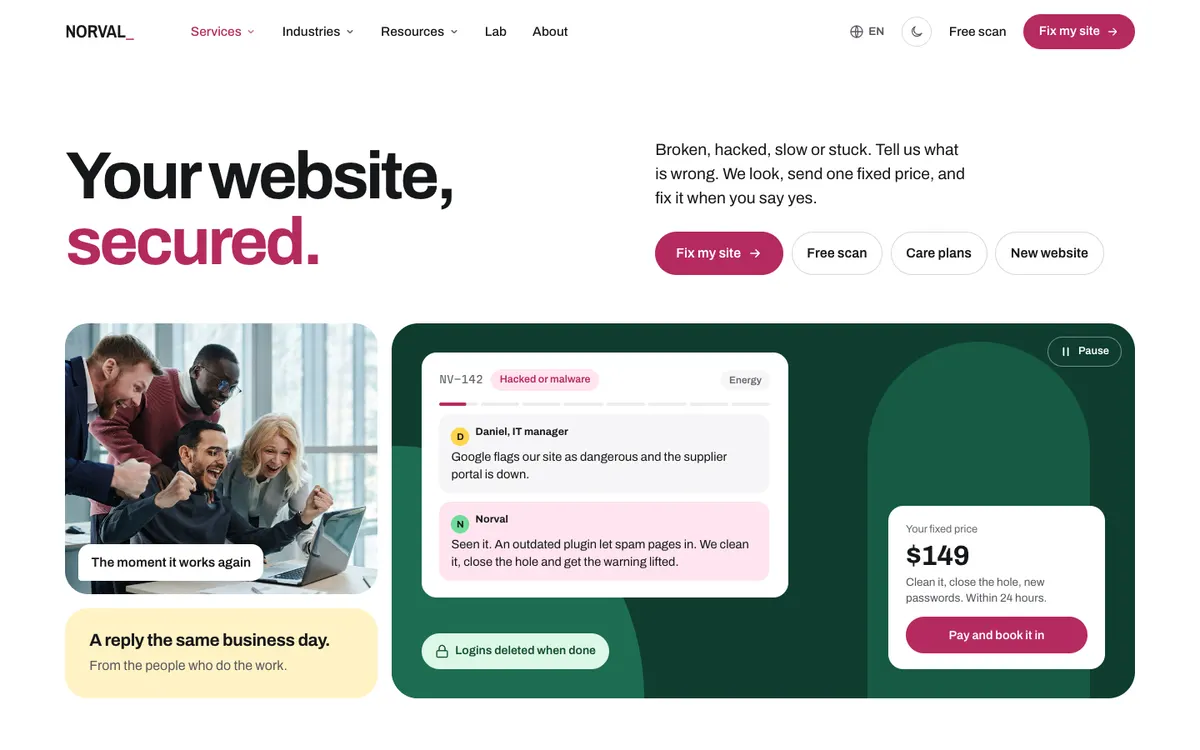 NORVAL_
Services
Industries
Resources
Lab
About
EN
Free scan
Fix my site →
Your website,
secured.
Broken, hacked, slow or stuck. Tell us what
is wrong. We look, send one fixed price, and
fix it when you say yes.
Fix my site →
Free scan
Care plans
New website
The moment it works again
A reply the same business day.
From the people who do the work.
Pause
NV-142
Hacked or malware
Energy
D
Daniel, IT manager
Google flags our site as dangerous and the supplier
portal is down.
N
Norval
Seen it. An outdated plugin let spam pages in. We clean
it, close the hole and get the warning lifted.
Logins deleted when done
Your fixed price
$149
Clean it, close the hole, new
passwords. Within 24 hours.
Pay and book it in